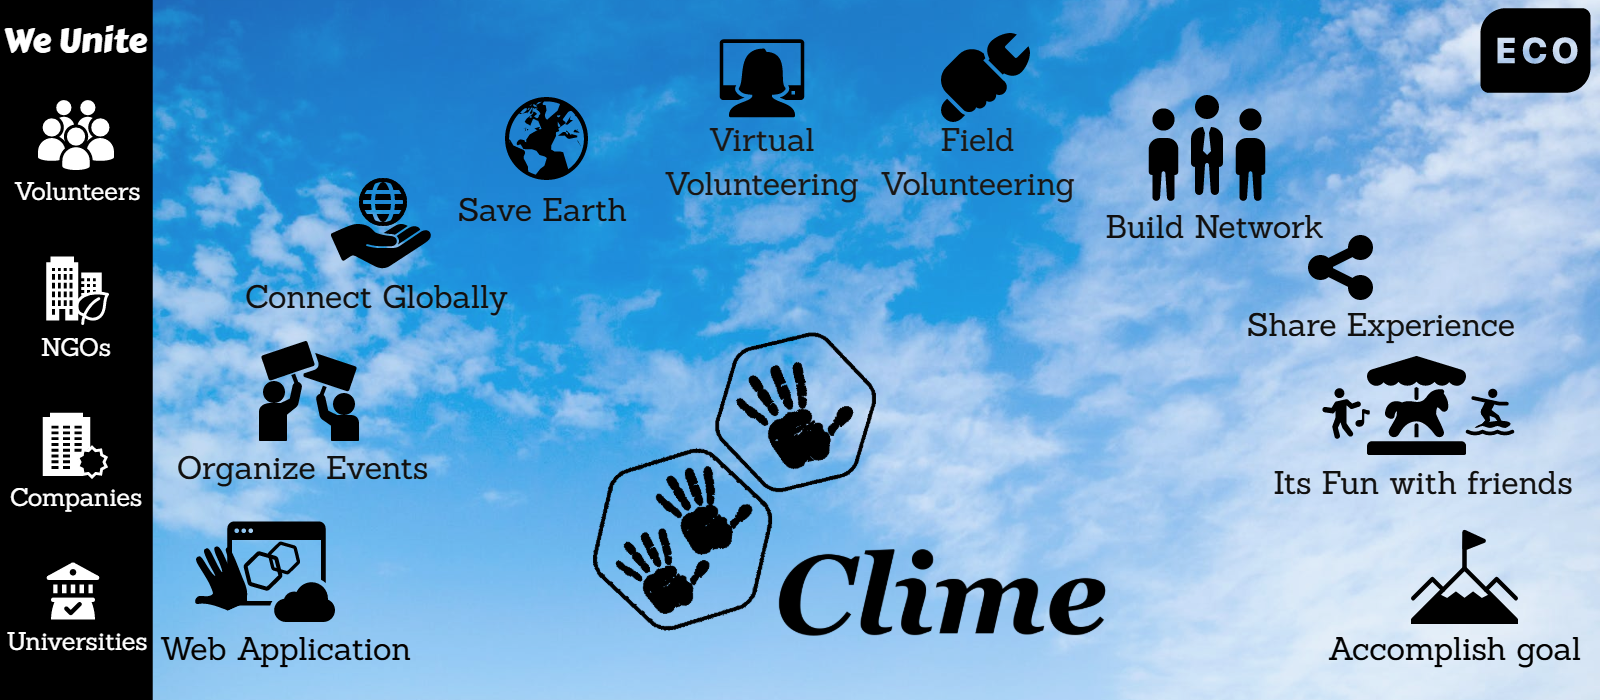 We Unite
Volunteers
NGOs
Companies
Universities
ECO
Virtual
Volunteering
Field
Volunteering
Save Earth
Build Network
Connect Globally
Share Experience
Organize Events
Its Fun with friends
Web Application
Clime
Accomplish goal